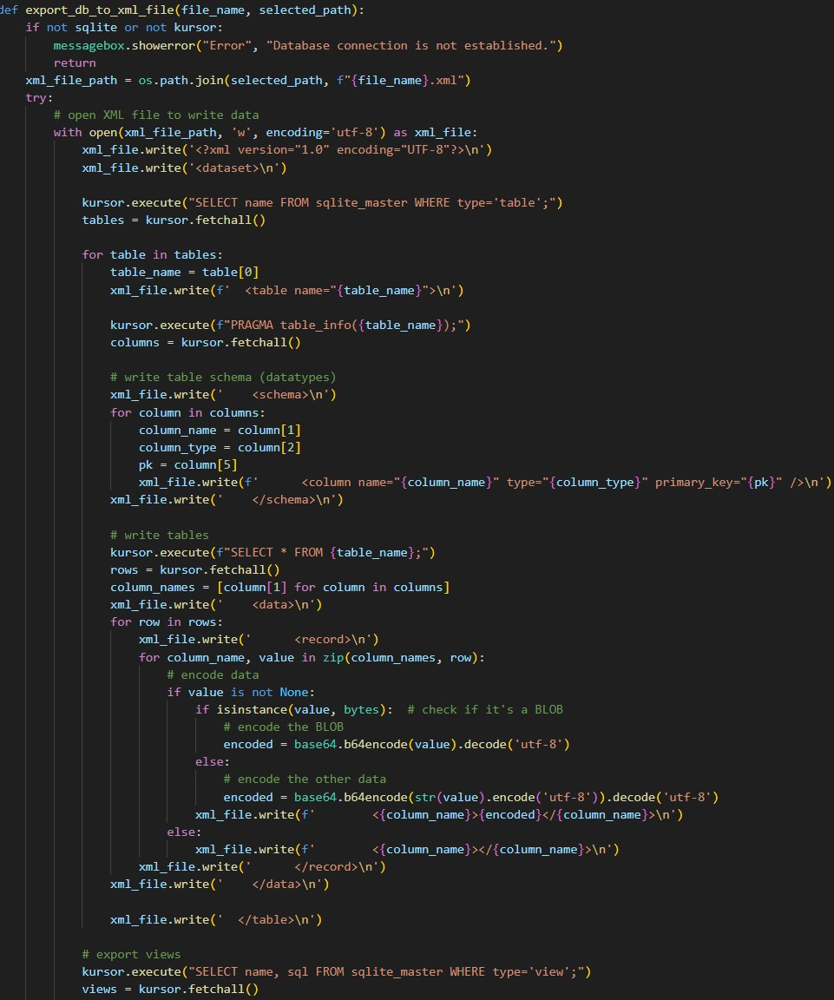 def export_db_to_xml_file(file_name, selected_path):
    if not sqlite or not kursor:
        messagebox.showerror("Error", "Database connection is not established.")
        return
    xml_file_path = os.path.join(selected_path, f"{file_name}.xml")
    try:
        # open XML file to write data
        with open(xml_file_path, 'w', encoding='utf-8') as xml_file:
            xml_file.write('<?xml version="1.0" encoding="UTF-8"?>\n')
            xml_file.write('<dataset>\n')

            kursor.execute("SELECT name FROM sqlite_master WHERE type='table';")
            tables = kursor.fetchall()

            for table in tables:
                table_name = table[0]
                xml_file.write(f'  <table name="{table_name}">\n')

                kursor.execute(f"PRAGMA table_info({table_name});")
                columns = kursor.fetchall()

                # write table schema (datatypes)
                xml_file.write('    <schema>\n')
                for column in columns:
                    column_name = column[1]
                    column_type = column[2]
                    pk = column[5]
                    xml_file.write(f'      <column name="{column_name}" type="{column_type}" primary_key="{pk}" />\n')
                xml_file.write('    </schema>\n')

                # write tables
                kursor.execute(f"SELECT * FROM {table_name};")
                rows = kursor.fetchall()
                column_names = [column[1] for column in columns]
                xml_file.write('    <data>\n')
                for row in rows:
                    xml_file.write('      <record>\n')
                    for column_name, value in zip(column_names, row):
                        # encode data
                        if value is not None:
                            if isinstance(value, bytes):  # check if it's a BLOB
                                # encode the BLOB
                                encoded = base64.b64encode(value).decode('utf-8')
                            else:
                                # encode the other data
                                encoded = base64.b64encode(str(value).encode('utf-8')).decode('utf-8')
                            xml_file.write(f'        <{column_name}>{encoded}</{column_name}>\n')
                        else:
                            xml_file.write(f'        <{column_name}></{column_name}>\n')
                    xml_file.write('      </record>\n')
                xml_file.write('    </data>\n')

                xml_file.write('  </table>\n')

            # export views
            kursor.execute("SELECT name, sql FROM sqlite_master WHERE type='view';")
            views = kursor.fetchall()